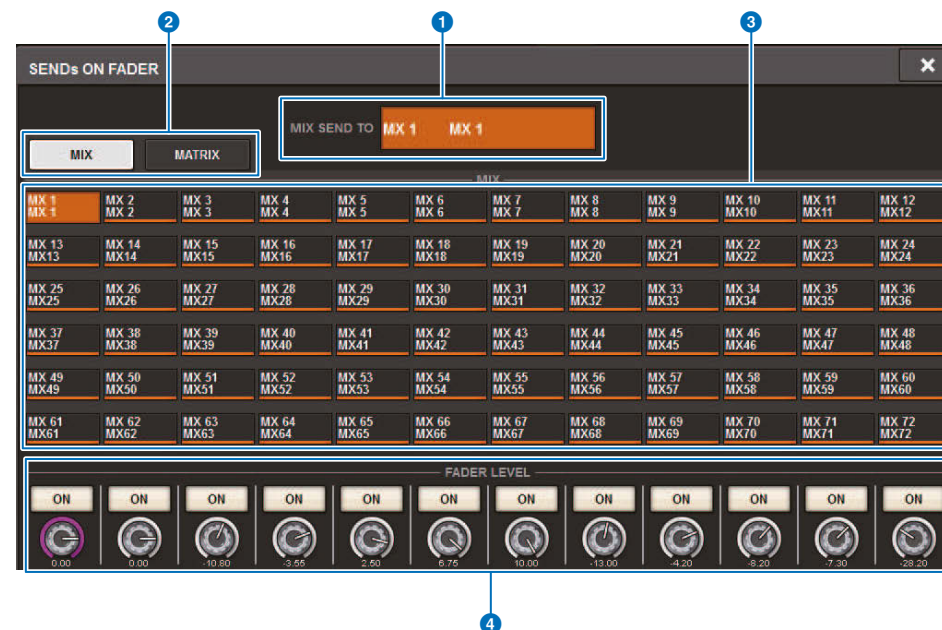 2 1 3
SENDs ON FADER ×
MIX SEND TO MX 1 MX 1
MIX MATRIX
MIX
MX 1 MX 2 MX 3 MX 4 MX 5 MX 6 MX 7 MX 8 MX 9 MX 10 MX 11 MX 12
MX 1 MX 2 MX 3 MX 4 MX 5 MX 6 MX 7 MX 8 MX 9 MX10 MX11 MX12
MX 13 MX 14 MX 15 MX 16 MX 17 MX 18 MX 19 MX 20 MX 21 MX 22 MX 23 MX 24
MX13 MX14 MX15 MX16 MX17 MX18 MX19 MX20 MX21 MX22 MX23 MX24
MX 25 MX 26 MX 27 MX 28 MX 29 MX 30 MX 31 MX 32 MX 33 MX 34 MX 35 MX 36
MX25 MX26 MX27 MX28 MX29 MX30 MX31 MX32 MX33 MX34 MX35 MX36
MX 37 MX 38 MX 39 MX 40 MX 41 MX 42 MX 43 MX 44 MX 45 MX 46 MX 47 MX 48
MX37 MX38 MX39 MX40 MX41 MX42 MX43 MX44 MX45 MX46 MX47 MX48
MX 49 MX 50 MX 51 MX 52 MX 53 MX 54 MX 55 MX 56 MX 57 MX 58 MX 59 MX 60
MX49 MX50 MX51 MX52 MX53 MX54 MX55 MX56 MX57 MX58 MX59 MX60
MX 61 MX 62 MX 63 MX 64 MX 65 MX 66 MX 67 MX 68 MX 69 MX 70 MX 71 MX 72
MX61 MX62 MX63 MX64 MX65 MX66 MX67 MX68 MX69 MX70 MX71 MX72
FADER LEVEL
ON ON ON ON ON ON ON ON ON ON ON ON
0.00 0.00 -10.80 -3.55 2.50 6.75 10.00 -13.00 -4.20 -8.20 -7.30 -28.20
4